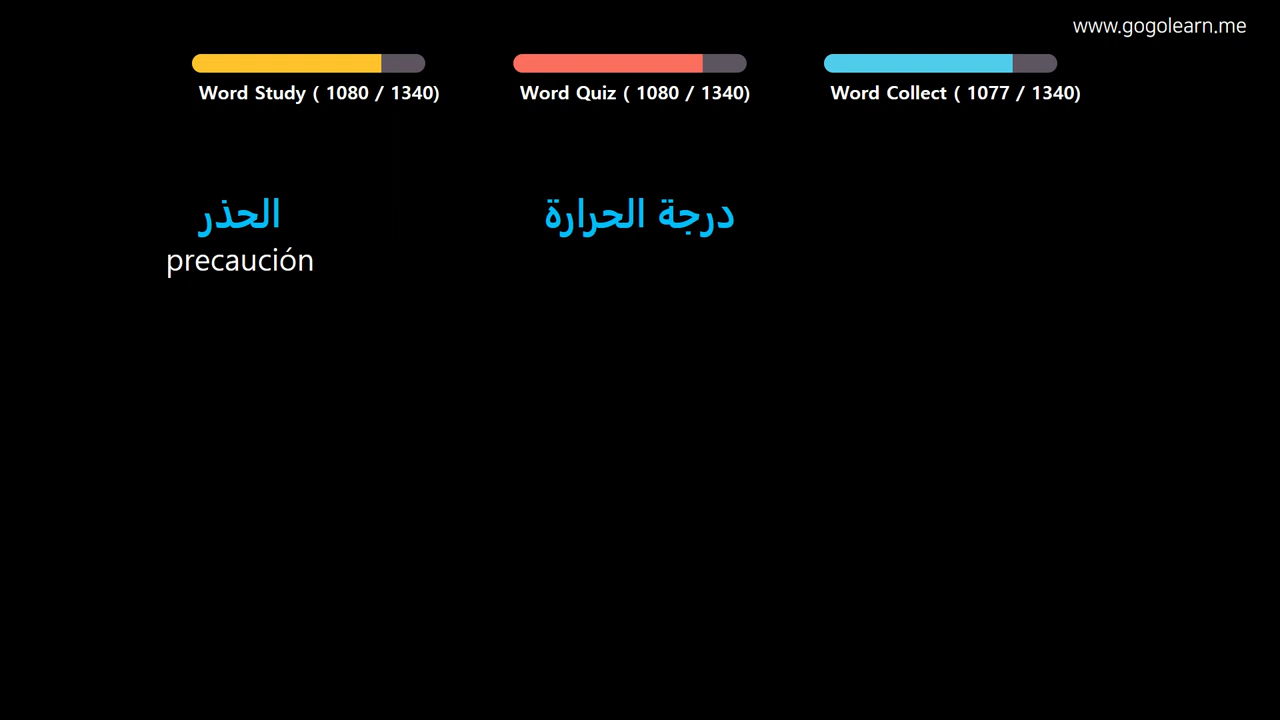 www.gogolearn.me
Word Study ( 1080 / 1340)
Word Quiz ( 1080 / 1340)
Word Collect ( 1077 / 1340)
الحذر
precaución
درجة الحرارة